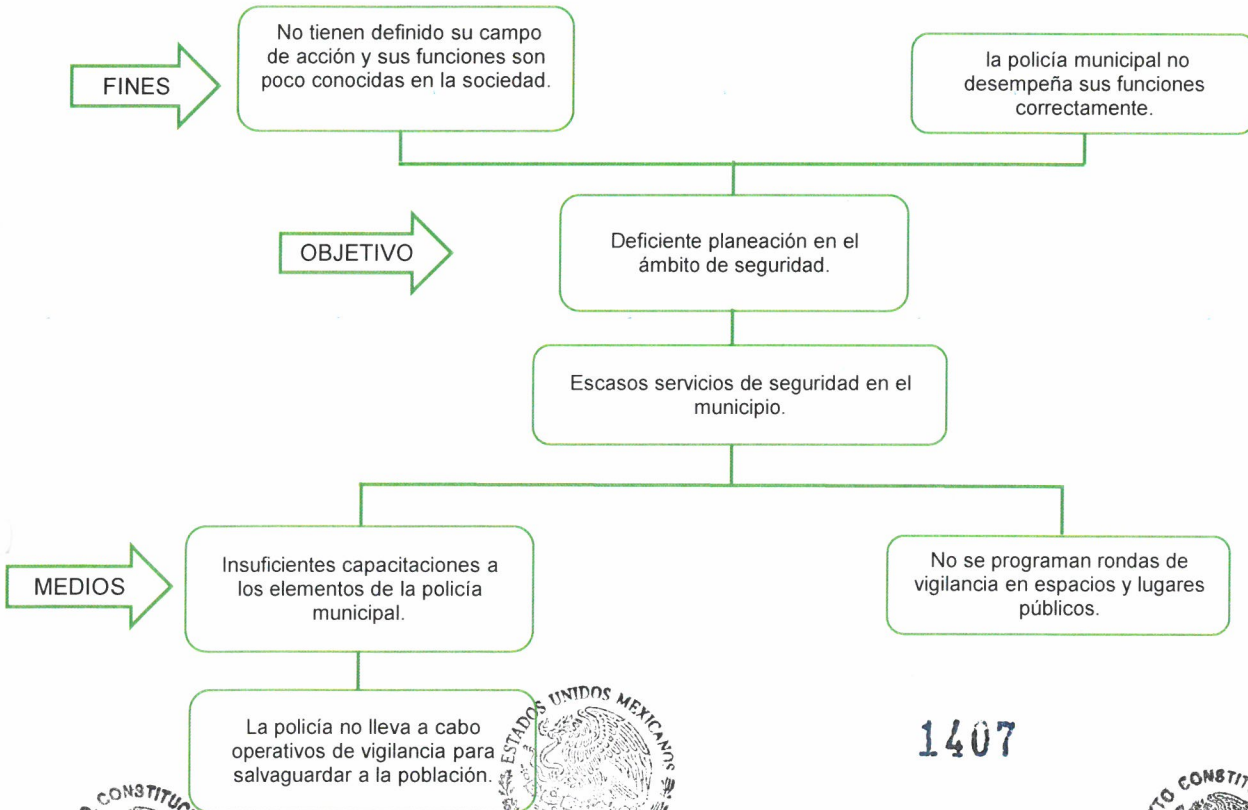 No tienen definido su campo
de acción y sus funciones son
poco conocidas en la sociedad.
FINES
la policía municipal no
desempeña sus funciones
correctamente.
OBJETIVO
Deficiente planeación en el
ámbito de seguridad.
Escasos servicios de seguridad en el
municipio.
MEDIOS
Insuficientes capacitaciones a
los elementos de la policía
municipal.
No se programan rondas de
vigilancia en espacios y lugares
públicos.
La policía no lleva a cabo
operativos de vigilancia para
salvaguardar a la población.
ESTADOS UNIDOS MEXICANOS
1407